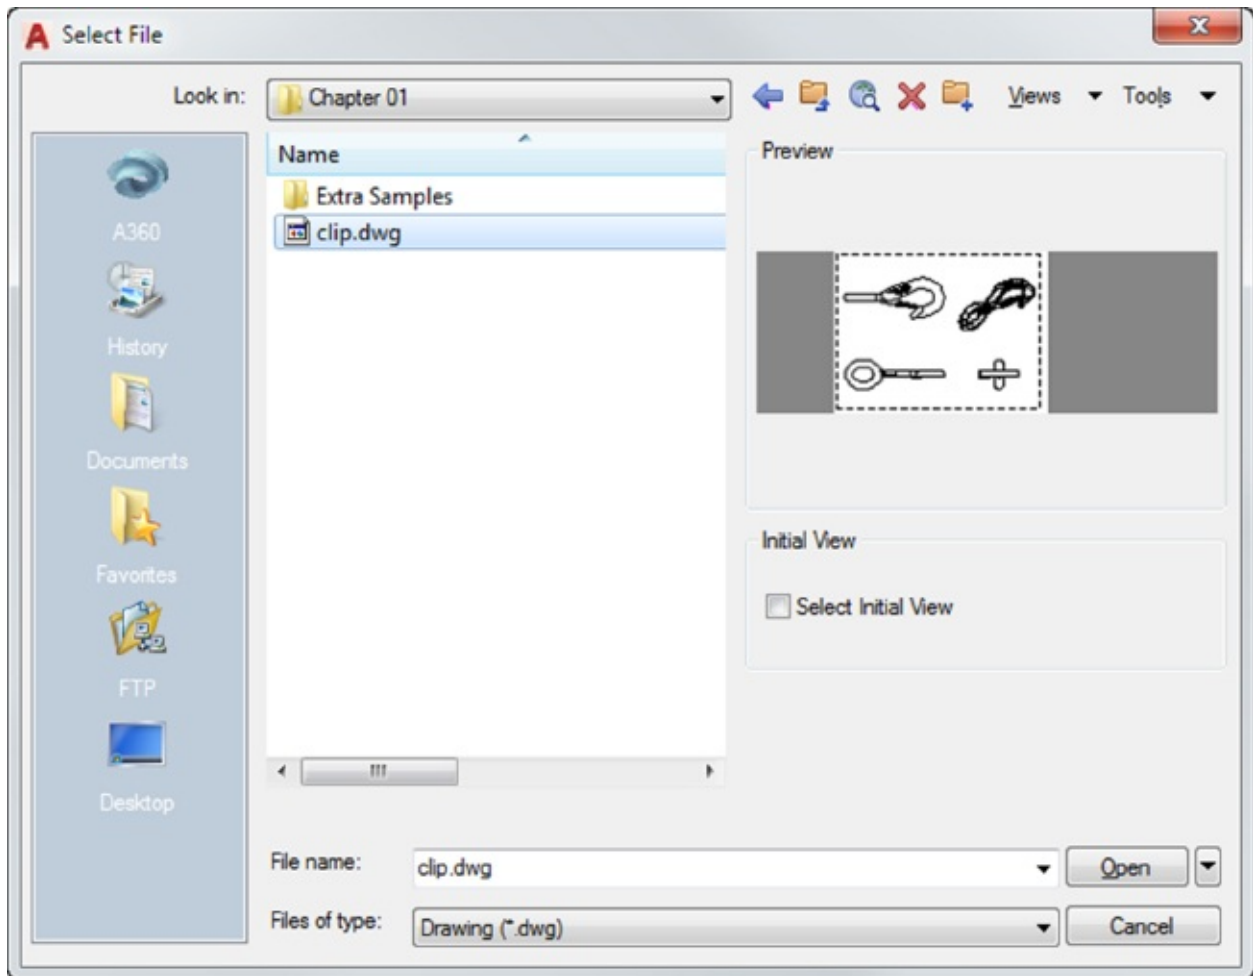 Select File
Look in:
Chapter 01
Views
Tools
A360
History
Documents
Favorites
FTP
Desktop
Name
Extra Samples
clip.dwg
Preview
Initial View
Select Initial View
File name:
clip.dwg
Open
Files of type:
Drawing (*.dwg)
Cancel